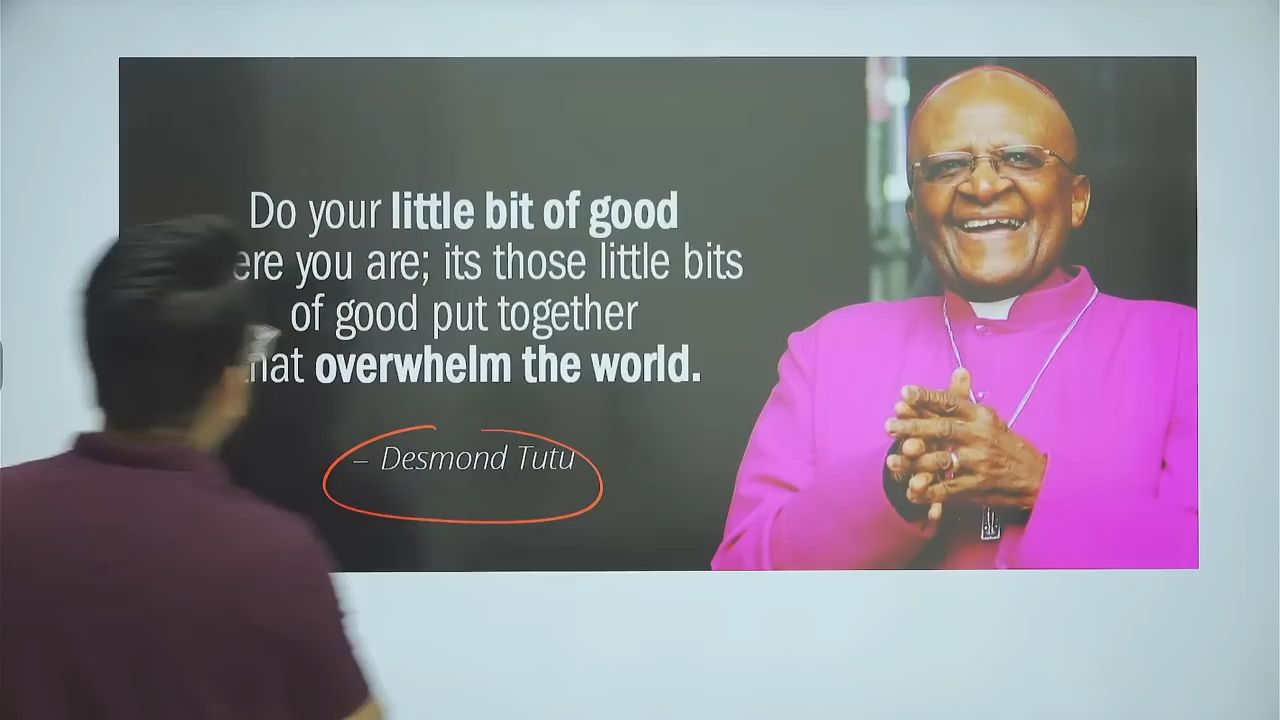 Do your little bit of good
you are; its those little bits
of good put together
overwhelm the world.
– Desmond Tutu